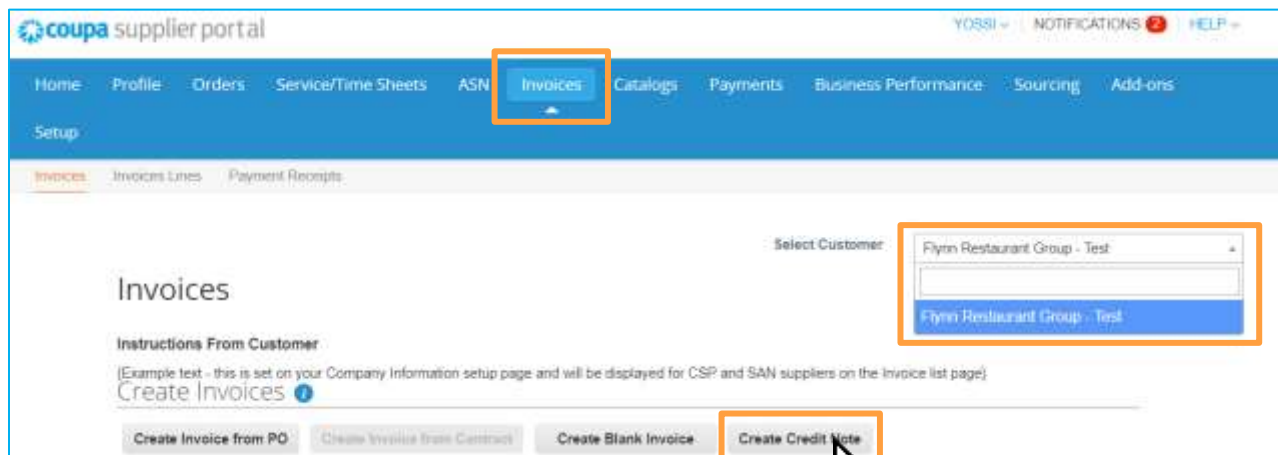 coupa supplier portal YOSSI NOTIFICATIONS 2 HELP
Home Profile Orders Service/Time Sheets ASN Invoices Catalogs Payments Business Performance Sourcing Add-ons
Setup
Invoices Invoices Lines Payment Receipts
Select Customer Flynn Restaurant Group - Test
Flynn Restaurant Group - Test
Invoices
Instructions From Customer
{Example text - this is set on your Company Information setup page and will be displayed for CSP and SAN suppliers on the Invoice list page}
Create Invoices i
Create Invoice from PO Create Invoice from Contract Create Blank Invoice Create Credit Note